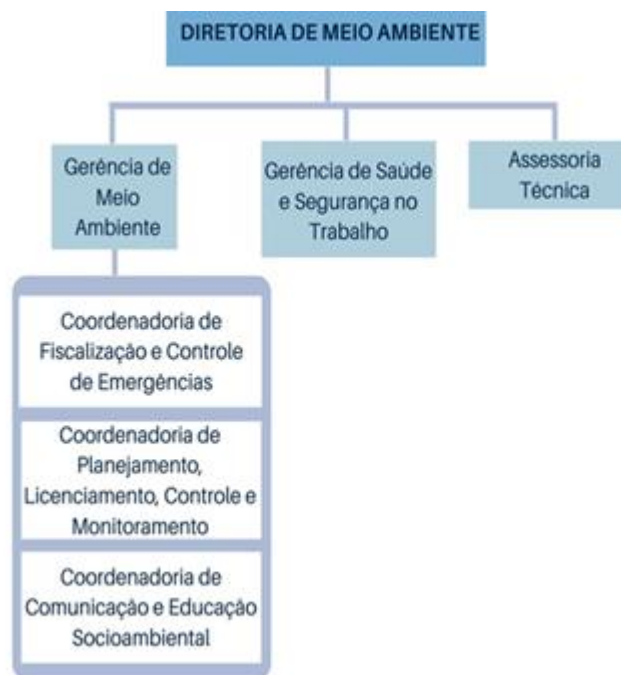 DIRETORIA DE MEIO AMBIENTE
Gerência de
Meio
Ambiente
Gerência de Saúde
e Segurança no
Trabalho
Assessoria
Técnica
Coordenadoria de
Fiscalização e Controle
de Emergências
Coordenadoria de
Planejamento,
Licenciamento, Controle e
Monitoramento
Coordenadoria de
Comunicação e Educação
Socioambiental